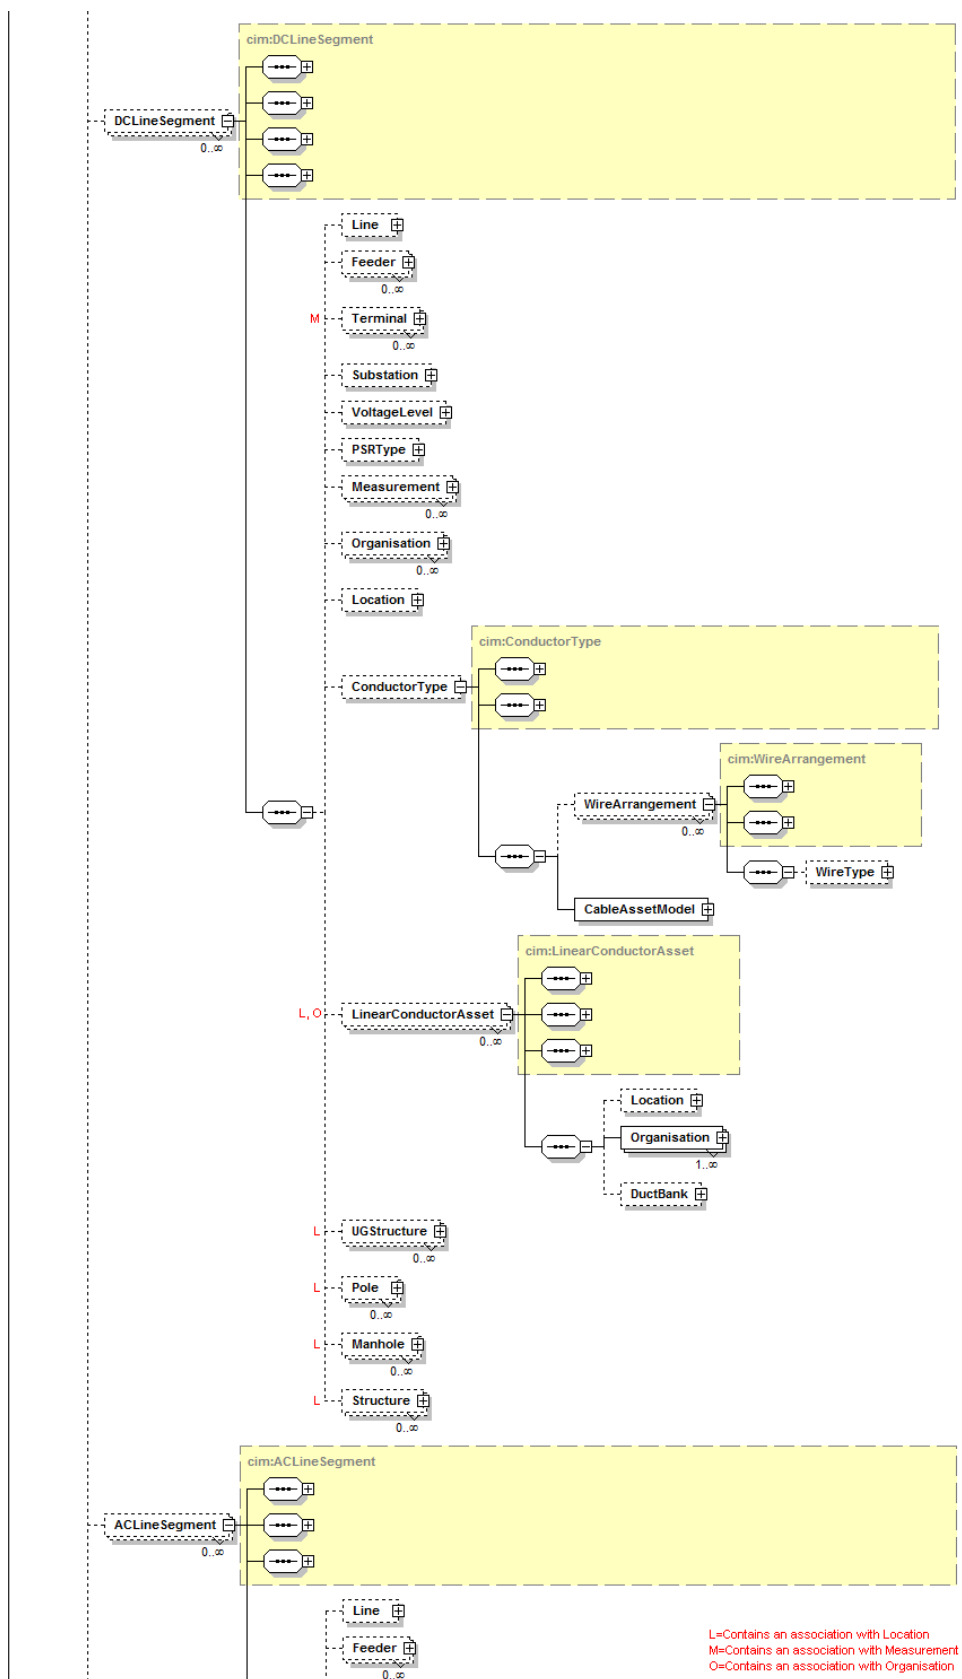 cim:DCLineSegment
DCLineSegment
0..∞
Line
Feeder
0..∞
M
Terminal
0..∞
Substation
VoltageLevel
PSRType
Measurement
0..∞
Organisation
0..∞
Location
cim:ConductorType
ConductorType
cim:WireArrangement
WireArrangement
0..∞
WireType
CableAssetModel
cim:LinearConductorAsset
L, O
LinearConductorAsset
0..∞
Location
Organisation
1..∞
DuctBank
L
UGStructure
0..∞
L
Pole
0..∞
L
Manhole
0..∞
L
Structure
0..∞
cim:ACLineSegment
ACLineSegment
0..∞
Line
Feeder
0..∞
L=Contains an association with Location
M=Contains an association with Measurement
O=Contains an association with Organisation